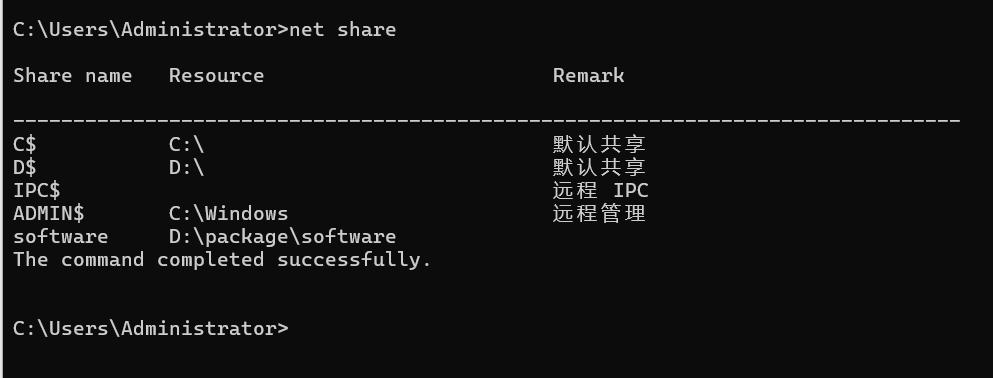 C:\Users\Administrator>net share
Share name   Resource                        Remark
-------------------------------------------------------------------------------
C$           C:\                             默认共享
D$           D:\                             默认共享
IPC$                                         远程 IPC
ADMIN$       C:\Windows                      远程管理
software     D:\package\software
The command completed successfully.
C:\Users\Administrator>